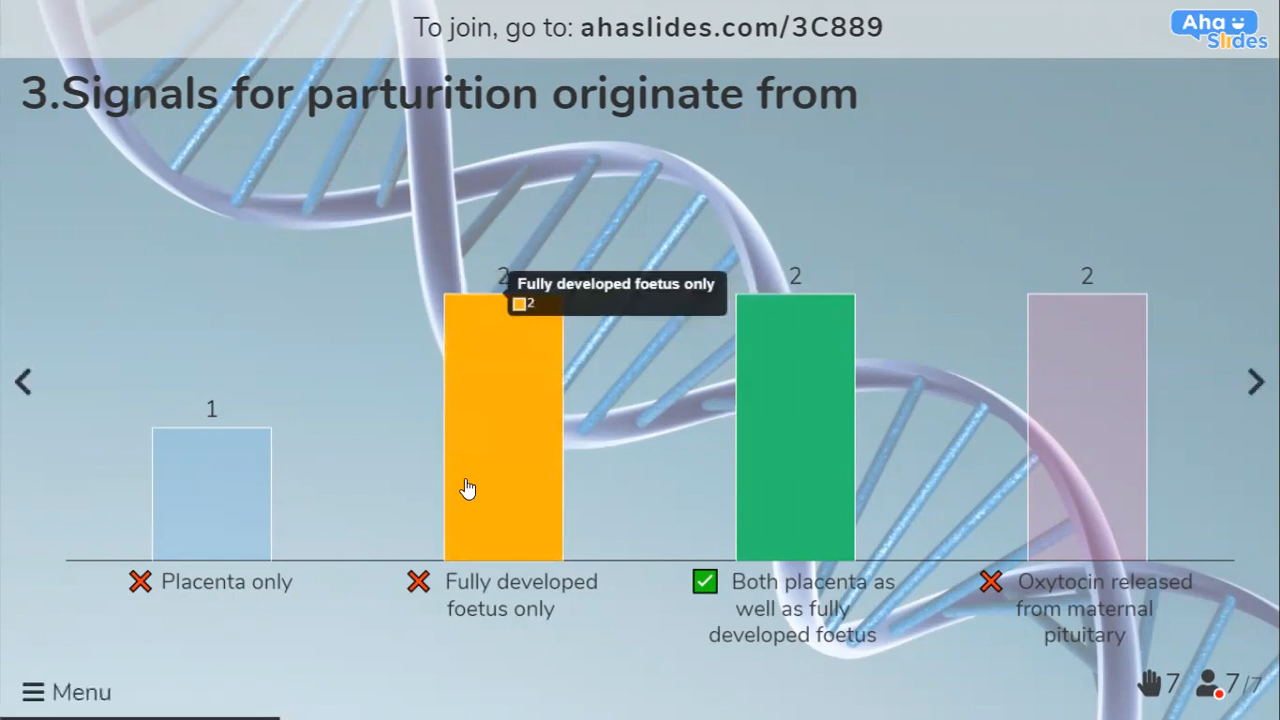 To join, go to: ahaslides.com/3C889
Aha
Slides
3.Signals for parturition originate from
1
2
Fully developed foetus only
2
2
2
Placenta only
Fully developed
foetus only
Both placenta as
well as fully
developed foetus
Oxytocin released
from maternal
pituitary
Menu
7
7/7